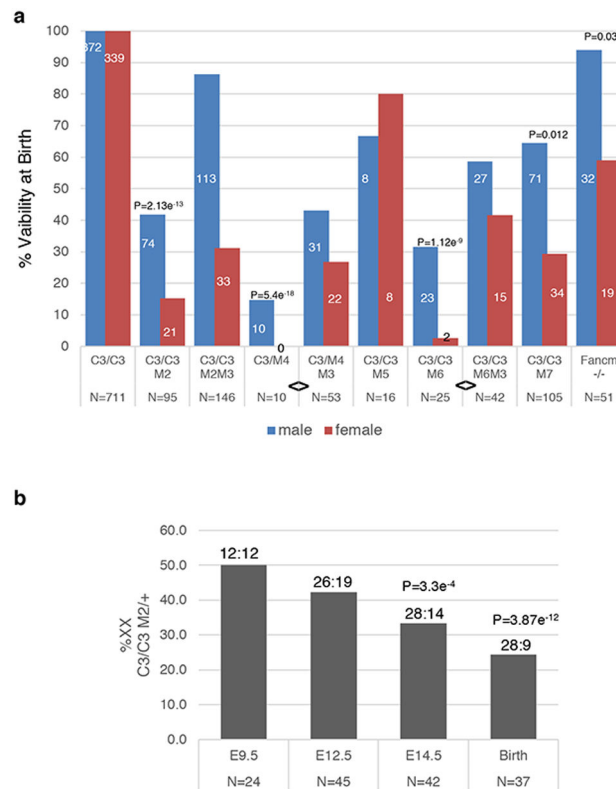 a
100
90
80
70
60
50
40
30
20
10
0
% Vaibility at Birth
372 339
P=2.13e-13
74 21
113 33
P=5.4e-18
10 0
31 22
8 8
P=1.12e-9
23 2
27 15
P=0.012
71 34
P=0.03
32 19
C3/C3 C3/C3 C3/C3 C3/M4 C3/M4 C3/C3 C3/C3 C3/C3 C3/C3 Fancm
M2 M2M3 M3 M5 M6 M6M3 M7 -/-
N=711 N=95 N=146 N=10 N=53 N=16 N=25 N=42 N=105 N=51
male female
b
60.0
50.0
40.0
30.0
20.0
10.0
0.0
%XX
C3/C3 M2/+
12:12
26:19
P=3.3e-4
28:14
P=3.87e-12
28:9
E9.5 E12.5 E14.5 Birth
N=24 N=45 N=42 N=37